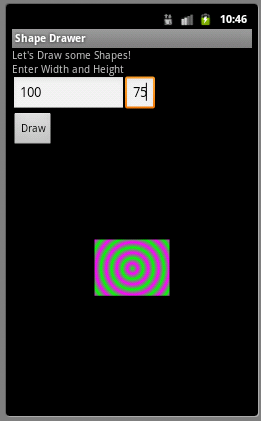 10:46
Shape Drawer
Let's Draw some Shapes!
Enter Width and Height
100 75
Draw